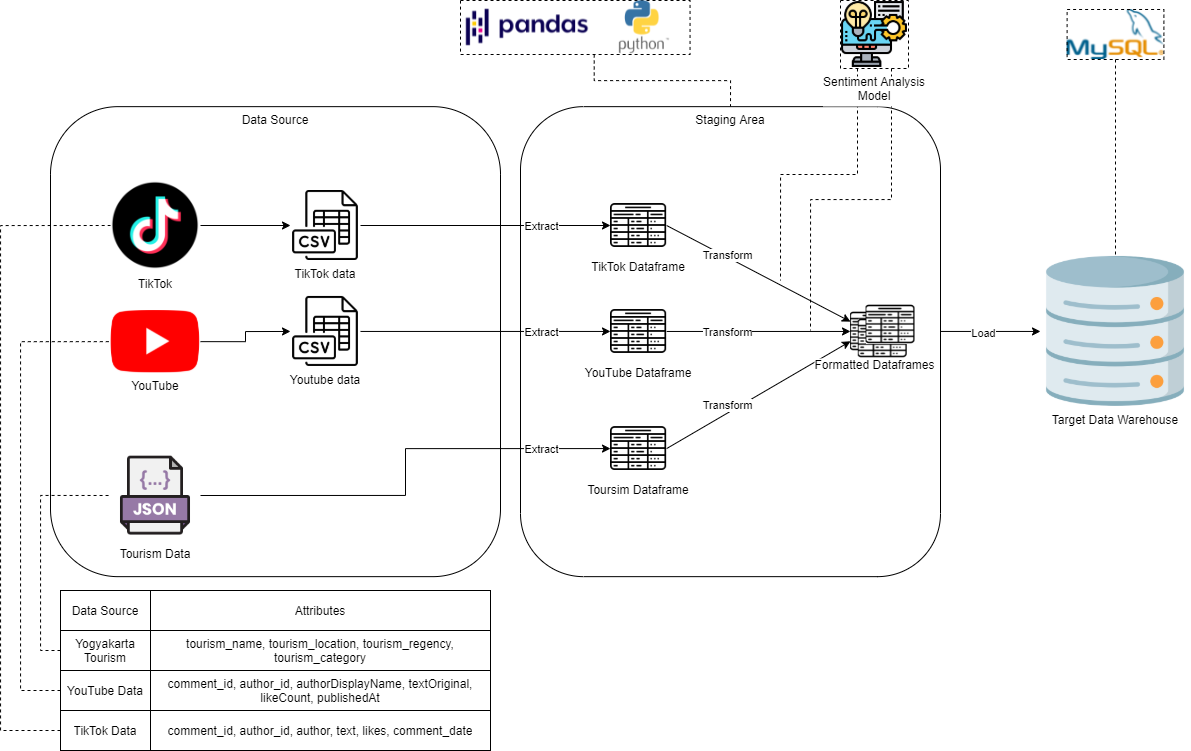 pandas
python
Sentiment Analysis
Model
MySQL
Data Source
Staging Area
TikTok
CSV
TikTok data
Extract
TikTok Dataframe
Transform
YouTube
CSV
Youtube data
Extract
YouTube Dataframe
Transform
Formatted Dataframes
Load
Target Data Warehouse
{...}
JSON
Tourism Data
Extract
Toursim Dataframe
Transform
Data Source
Attributes
Yogyakarta
Tourism
tourism_name, tourism_location, tourism_regency,
tourism_category
YouTube Data
comment_id, author_id, authorDisplayName, textOriginal,
likeCount, publishedAt
TikTok Data
comment_id, author_id, author, text, likes, comment_date